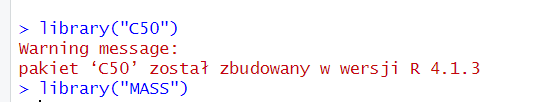 > library("C50")
Warning message:
pakiet ‘C50’ został zbudowany w wersji R 4.1.3
> library("MASS")